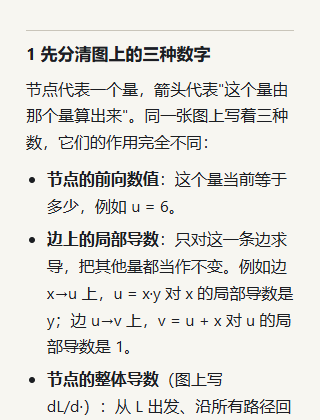 1 先分清图上的三种数字
节点代表一个量，箭头代表"这个量由
那个量算出来"。同一张图上写着三种
数，它们的作用完全不同：
• 节点的前向数值：这个量当前等于
多少，例如 u = 6。
• 边上的局部导数：只对这一条边求
导，把其他量都当作不变。例如边
x→u 上，u = x·y 对 x 的局部导数是
y；边 u→v 上，v = u + x 对 u 的局
部导数是 1。
• 节点的整体导数（图上写
dL/d·）：从 L 出发、沿所有路径回